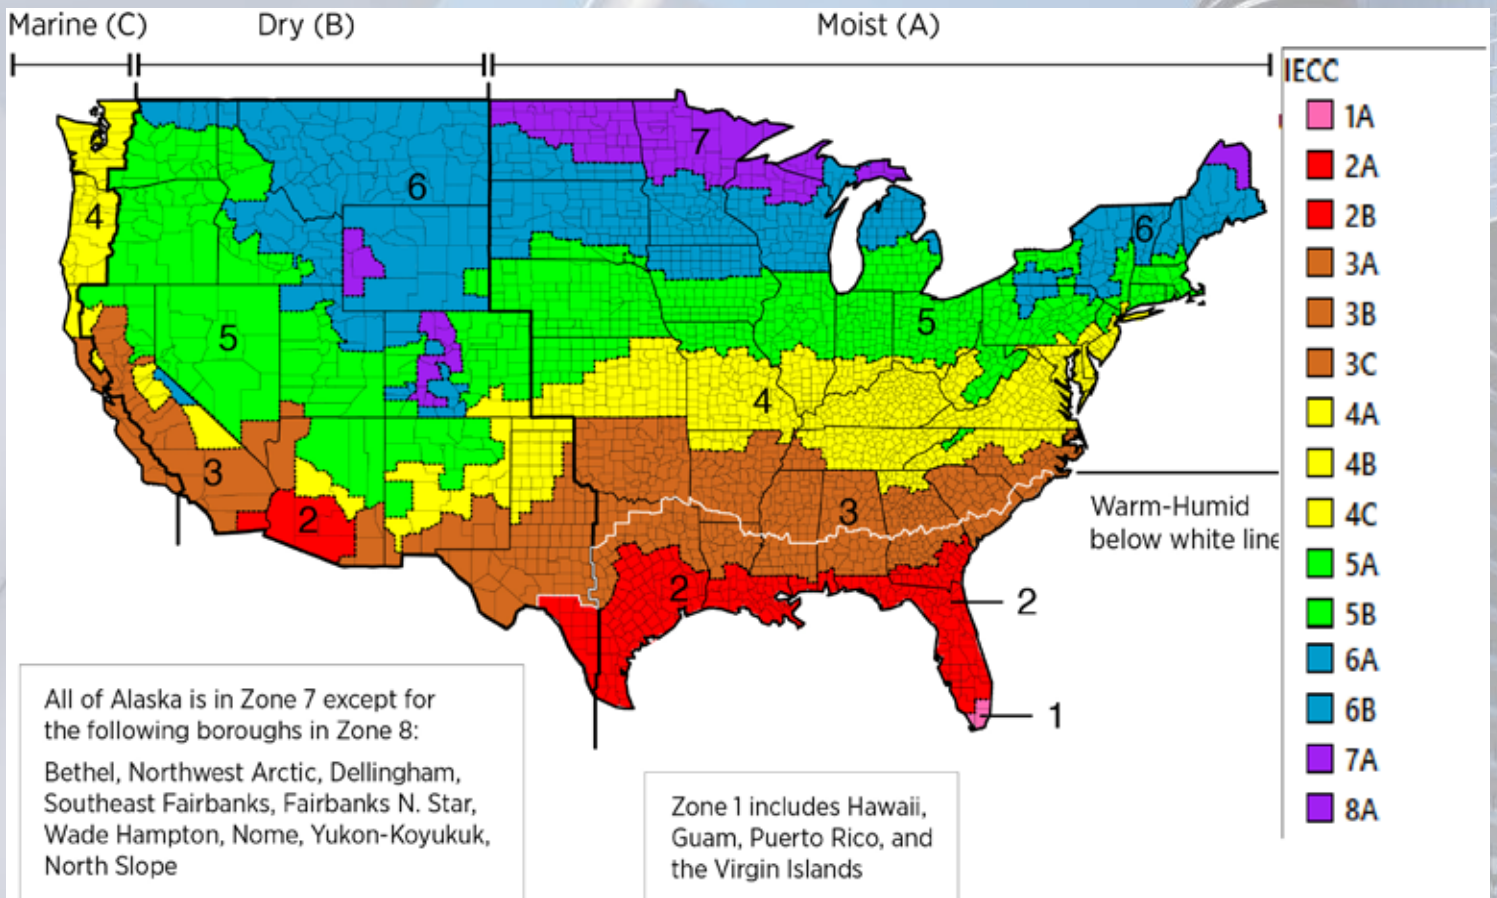 Marine (C)
Dry (B)
Moist (A)
IECC
1A
2A
2B
3A
3B
3C
4A
4B
4C
5A
5B
6A
6B
7A
8A
7
6
4
6
5
5
4
3
3
2
2
2
1
Warm-Humid
below white line
All of Alaska is in Zone 7 except for
the following boroughs in Zone 8:
Bethel, Northwest Arctic, Dellingham,
Southeast Fairbanks, Fairbanks N. Star,
Wade Hampton, Nome, Yukon-Koyukuk,
North Slope
Zone 1 includes Hawaii,
Guam, Puerto Rico, and
the Virgin Islands